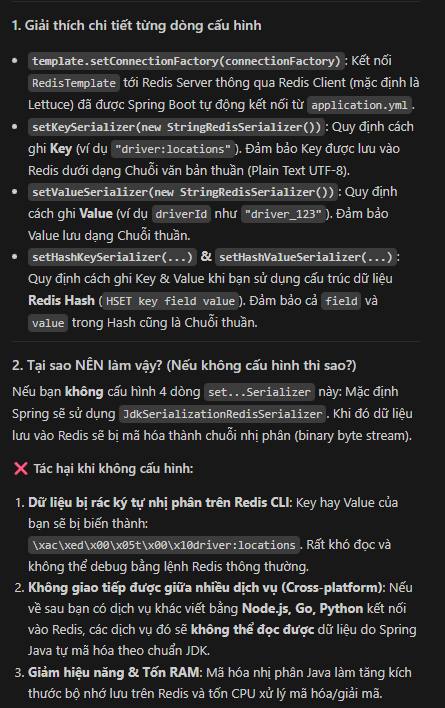 1. Giải thích chi tiết từng dòng cấu hình
• template.setConnectionFactory(connectionFactory): Kết nối
RedisTemplate tới Redis Server thông qua Redis Client (mặc định là
Lettuce) đã được Spring Boot tự động kết nối từ application.yml.
• setKeySerializer(new StringRedisSerializer()): Quy định cách
ghi Key (ví dụ "driver:locations"). Đảm bảo Key được lưu vào
Redis dưới dạng Chuỗi văn bản thuần (Plain Text UTF-8).
• setValueSerializer(new StringRedisSerializer()): Quy định
cách ghi Value (ví dụ driverId như "driver_123"). Đảm bảo
Value lưu dạng Chuỗi thuần.
• setHashKeySerializer(...) & setHashValueSerializer(...):
Quy định cách ghi Key & Value khi bạn sử dụng cấu trúc dữ liệu
Redis Hash (HSET key field value). Đảm bảo cả field và
value trong Hash cũng là Chuỗi thuần.
2. Tại sao NÊN làm vậy? (Nếu không cấu hình thì sao?)
Nếu bạn không cấu hình 4 dòng set...Serializer này: Mặc định
Spring sẽ sử dụng JdkSerializationRedisSerializer. Khi đó dữ liệu
lưu vào Redis sẽ bị mã hóa thành chuỗi nhị phân (binary byte stream).
❌ Tác hại khi không cấu hình:
1. Dữ liệu bị rác ký tự nhị phân trên Redis CLI: Key hay Value của
bạn sẽ bị biến thành:
\xac\xed\x00\x05t\x00\x10driver:locations. Rất khó đọc và
không thể debug bằng lệnh Redis thông thường.
2. Không giao tiếp được giữa nhiều dịch vụ (Cross-platform): Nếu
về sau bạn có dịch vụ khác viết bằng Node.js, Go, Python kết nối
vào Redis, các dịch vụ đó sẽ không thể đọc được dữ liệu do Spring
Java tự mã hóa theo chuẩn JDK.
3. Giảm hiệu năng & Tốn RAM: Mã hóa nhị phân Java làm tăng kích
thước bộ nhớ lưu trên Redis và tốn CPU xử lý mã hóa/giải mã.